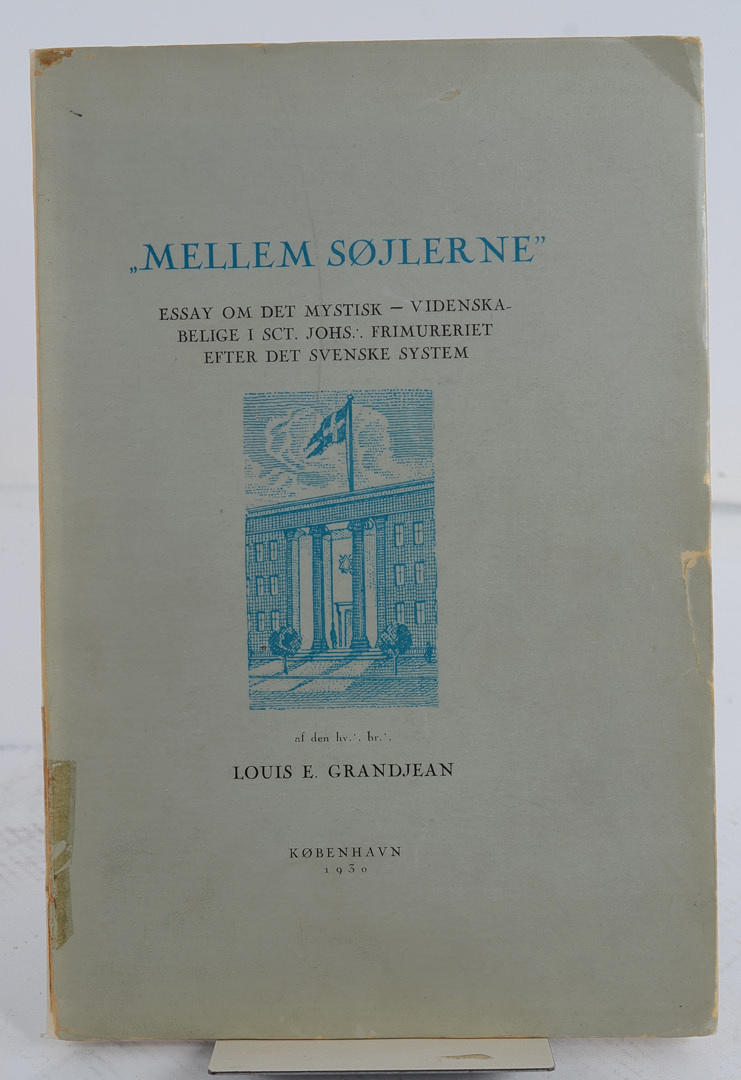 „MELLEM SØJLERNE”
ESSAY OM DET MYSTISK — VIDENSKA-
BELIGE I SCT. JOHS.∴ FRIMURERIET
EFTER DET SVENSKE SYSTEM
af den hv.∴ br.∴
LOUIS E. GRANDJEAN
KØBENHAVN
1930